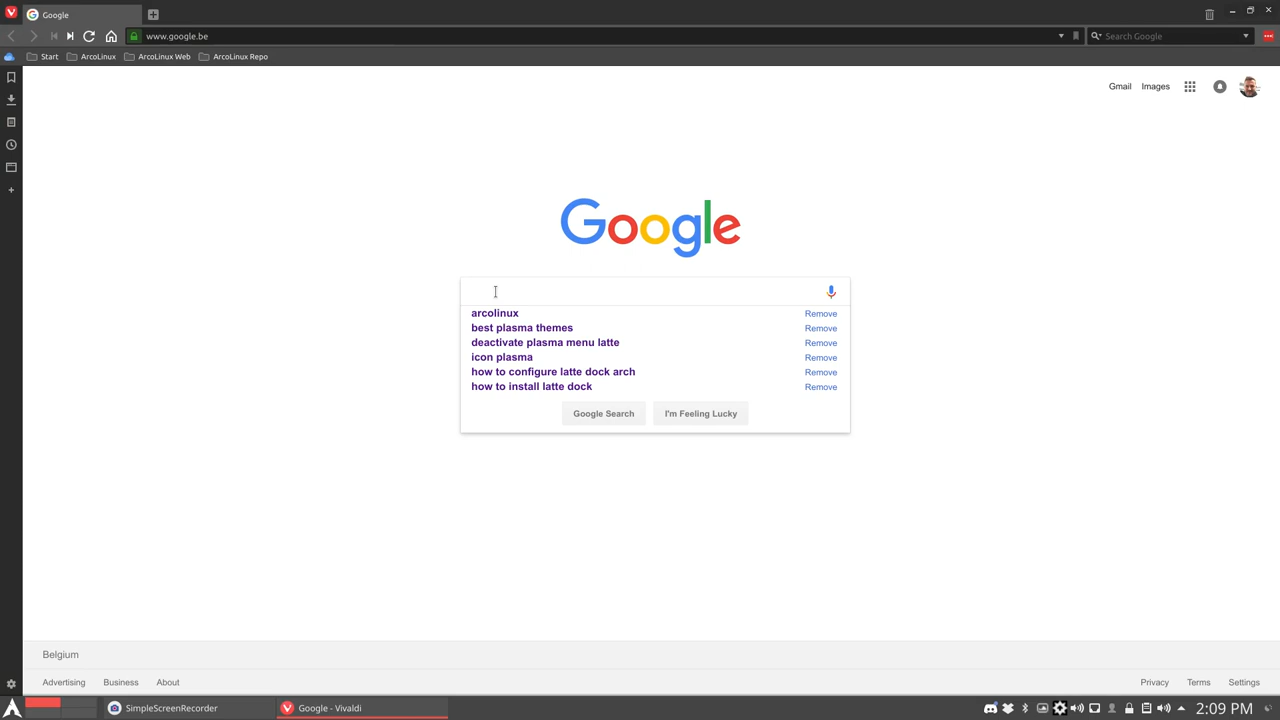 Google
www.google.be
Search Google
Start
ArcoLinux
ArcoLinux Web
ArcoLinux Repo
Gmail
Images
Google
arcolinux
Remove
best plasma themes
Remove
deactivate plasma menu latte
Remove
icon plasma
Remove
how to configure latte dock arch
Remove
how to install latte dock
Remove
Google Search
I'm Feeling Lucky
Belgium
Advertising
Business
About
Privacy
Terms
Settings
SimpleScreenRecorder
Google - Vivaldi
2:09 PM